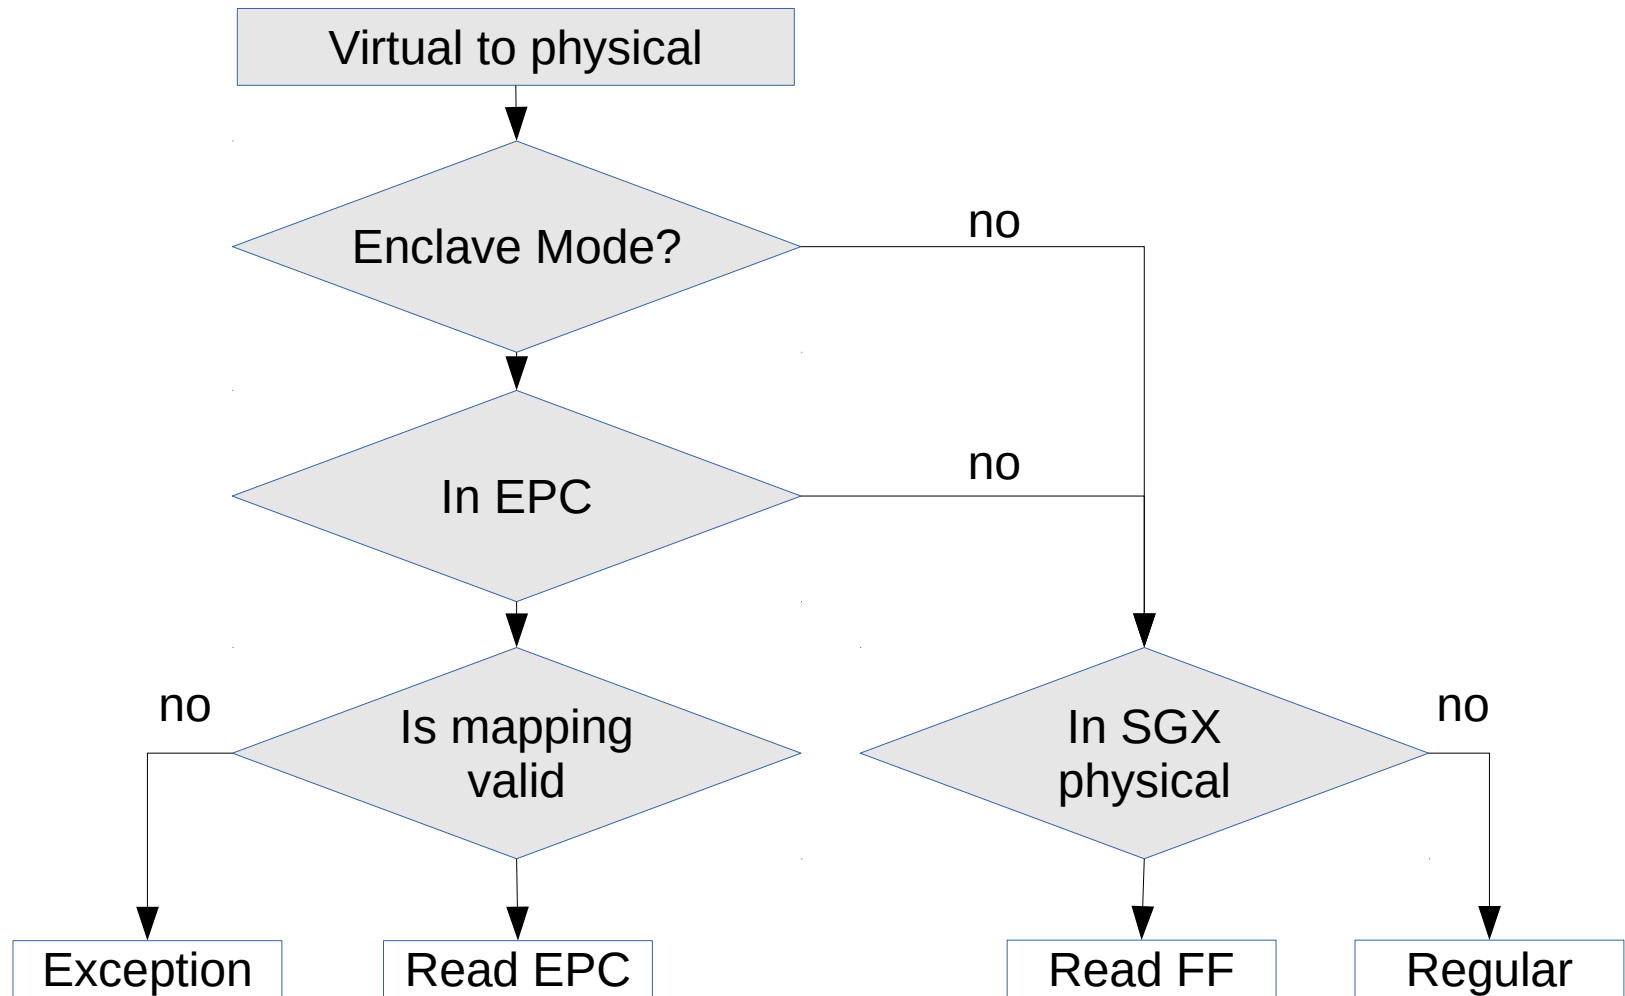 Virtual to physical
Enclave Mode?
no
In EPC
no
Is mapping
valid
no
In SGX
physical
no
Exception
Read EPC
Read FF
Regular